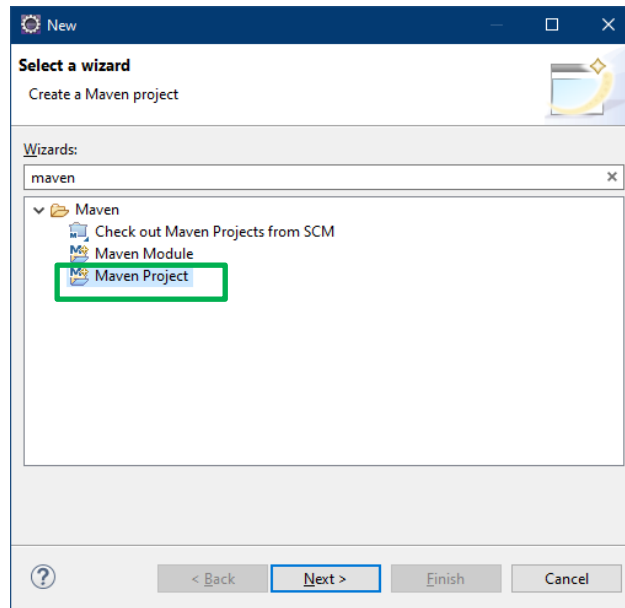 New
Select a wizard
Create a Maven project
Wizards:
maven
Maven
Check out Maven Projects from SCM
Maven Module
Maven Project
< Back Next > Finish Cancel